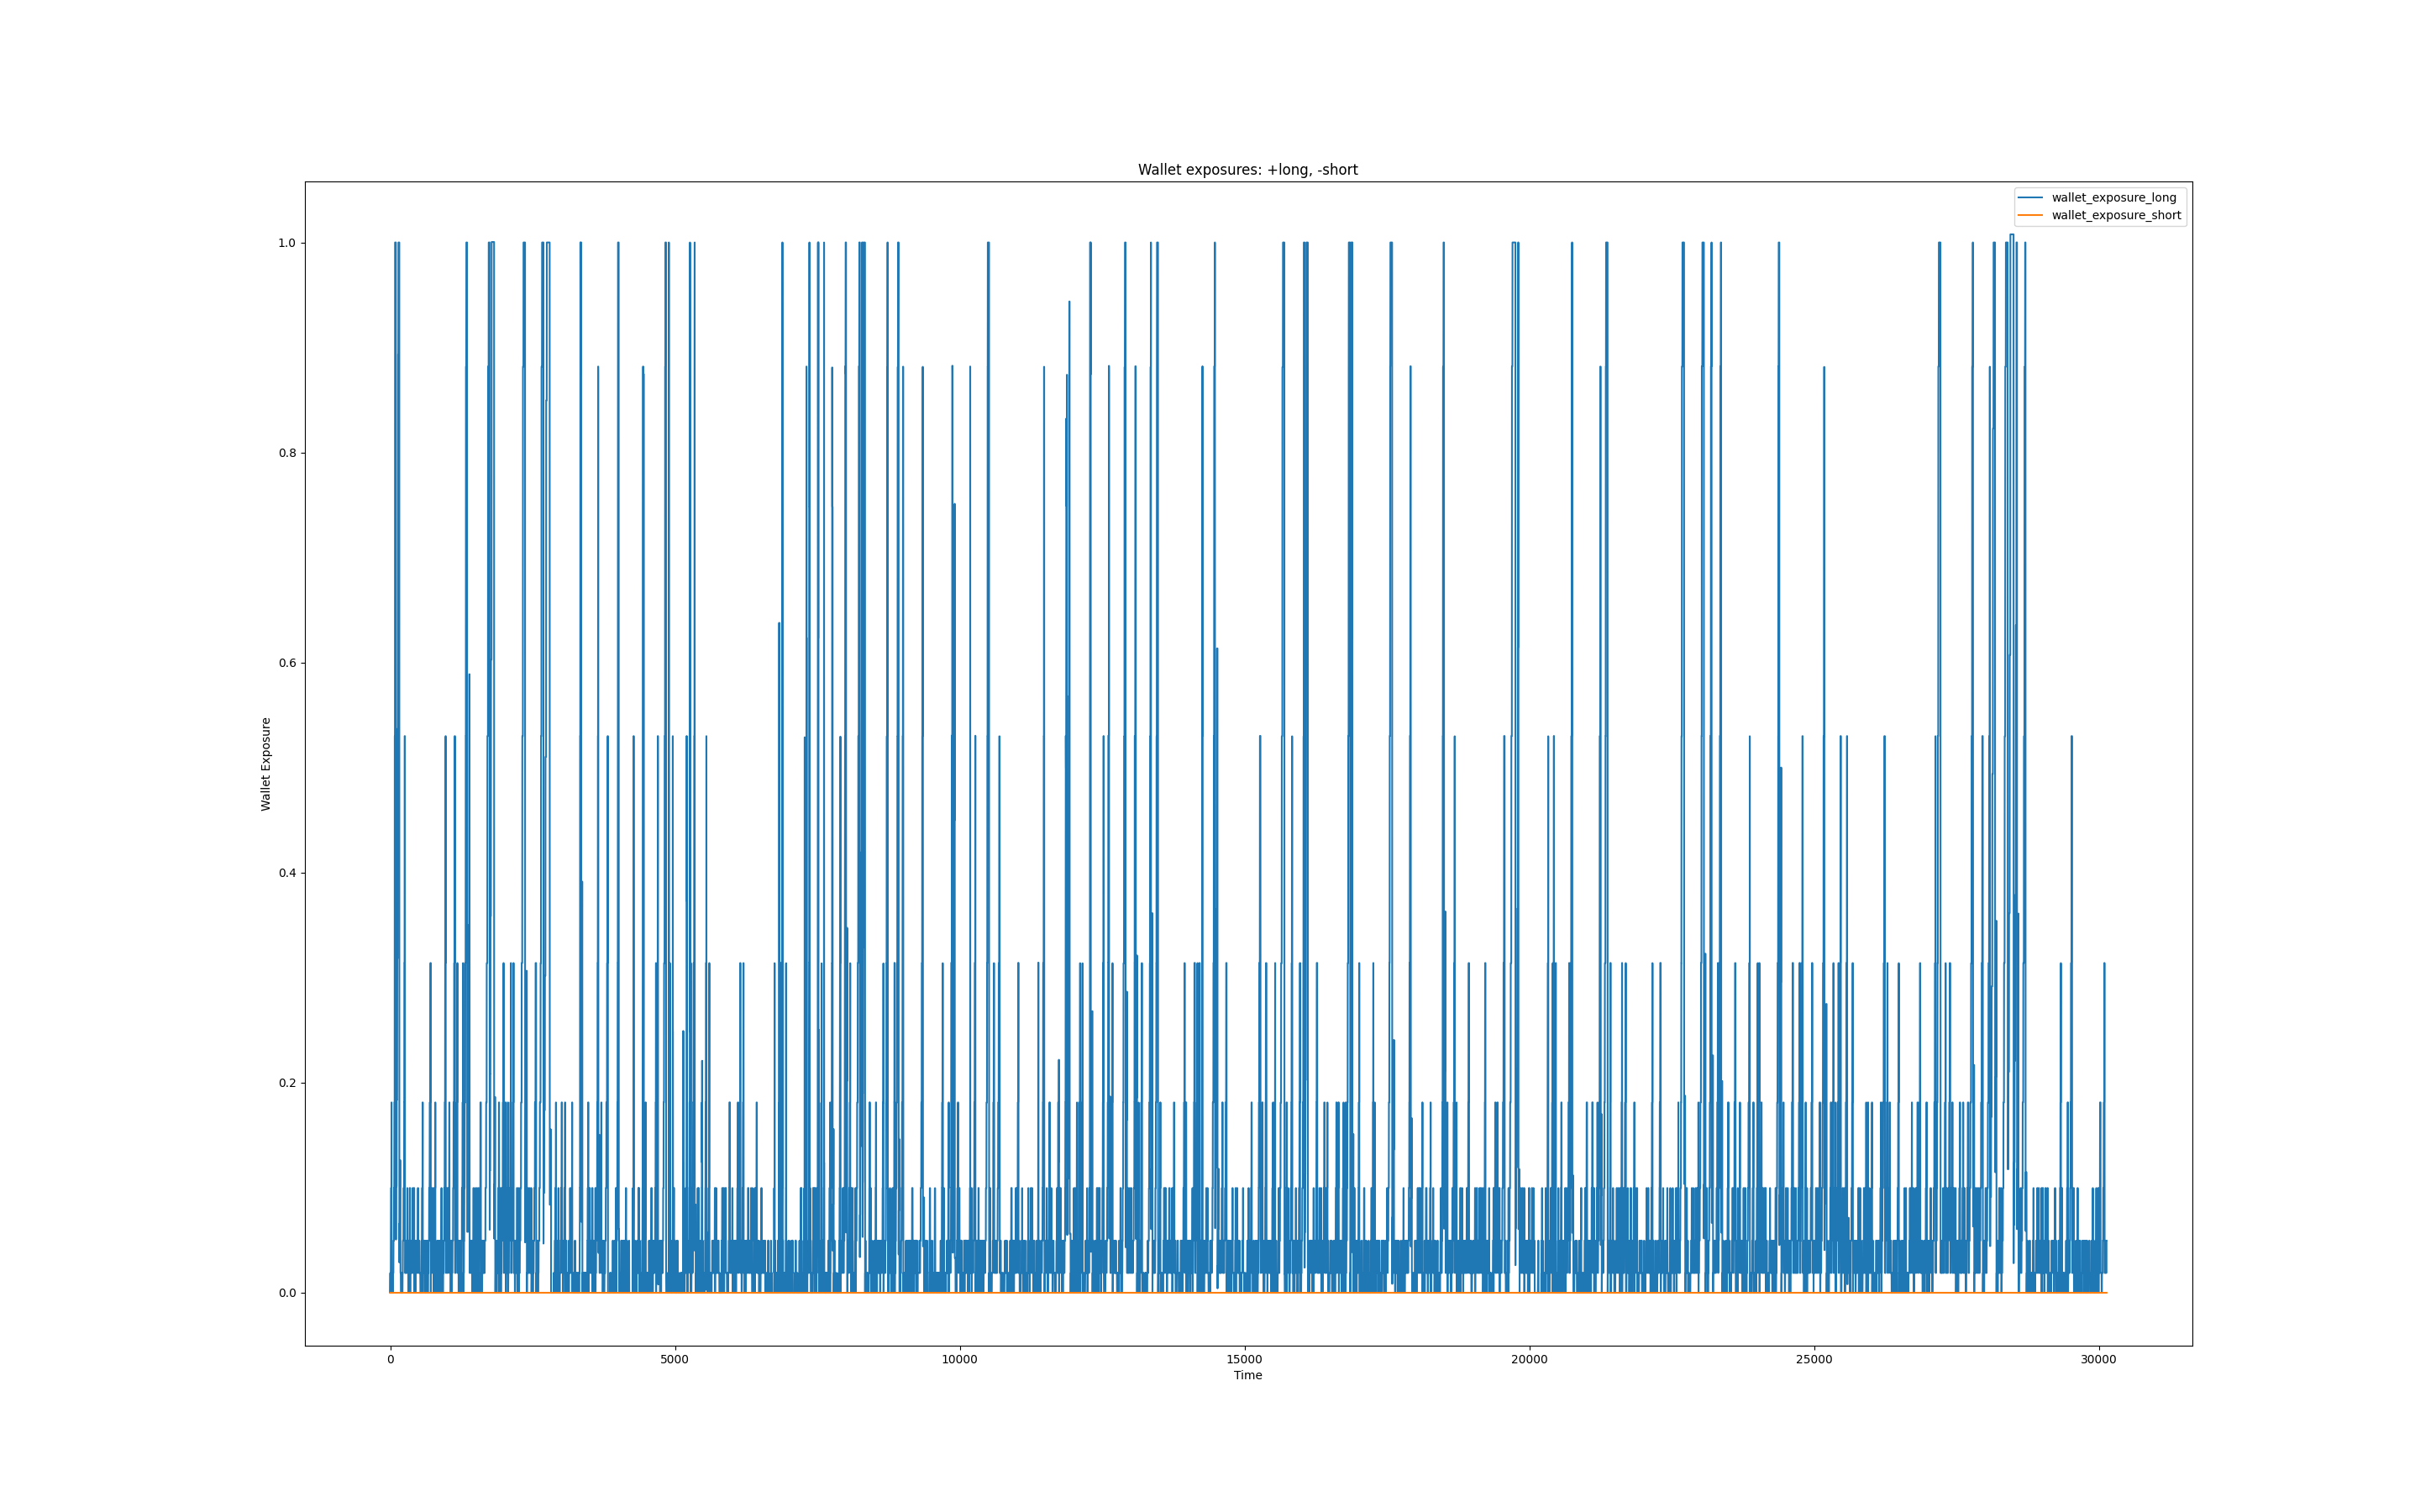 Wallet exposures: +long, -short
wallet_exposure_long
wallet_exposure_short
1.0
0.8
0.6
0.4
0.2
0.0
Wallet Exposure
0
5000
10000
15000
20000
25000
30000
Time